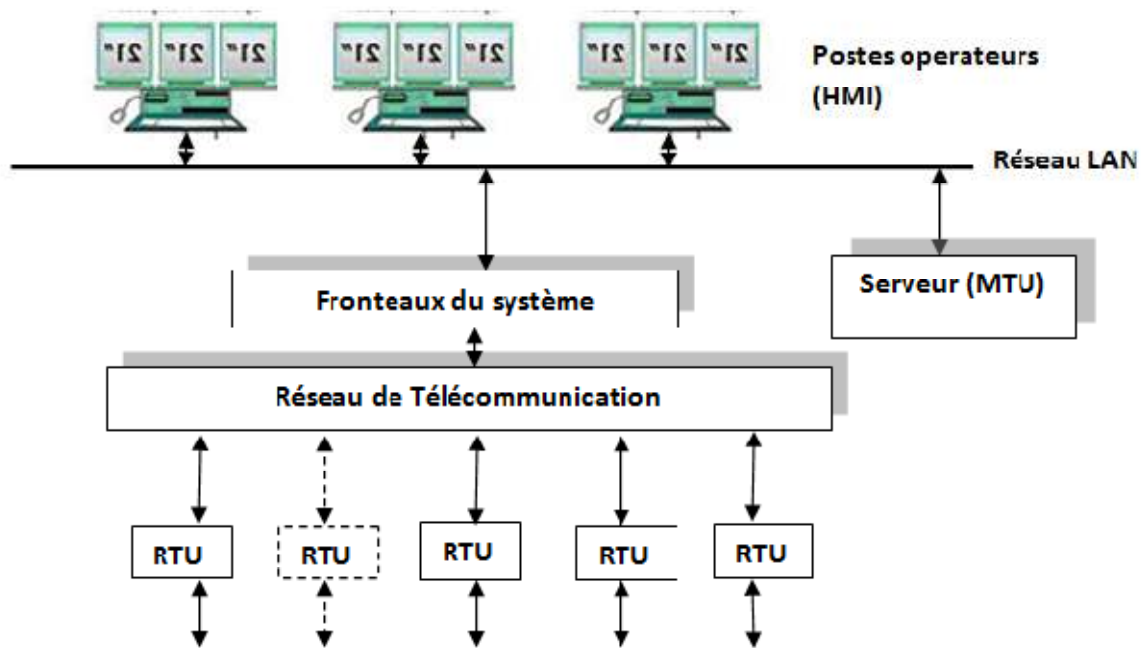 21" 21" 21" 21" 21" 21" 21" 21" 21"
Postes operateurs
(HMI)
Réseau LAN
Fronteaux du système
Serveur (MTU)
Réseau de Télécommunication
RTU RTU RTU RTU RTU